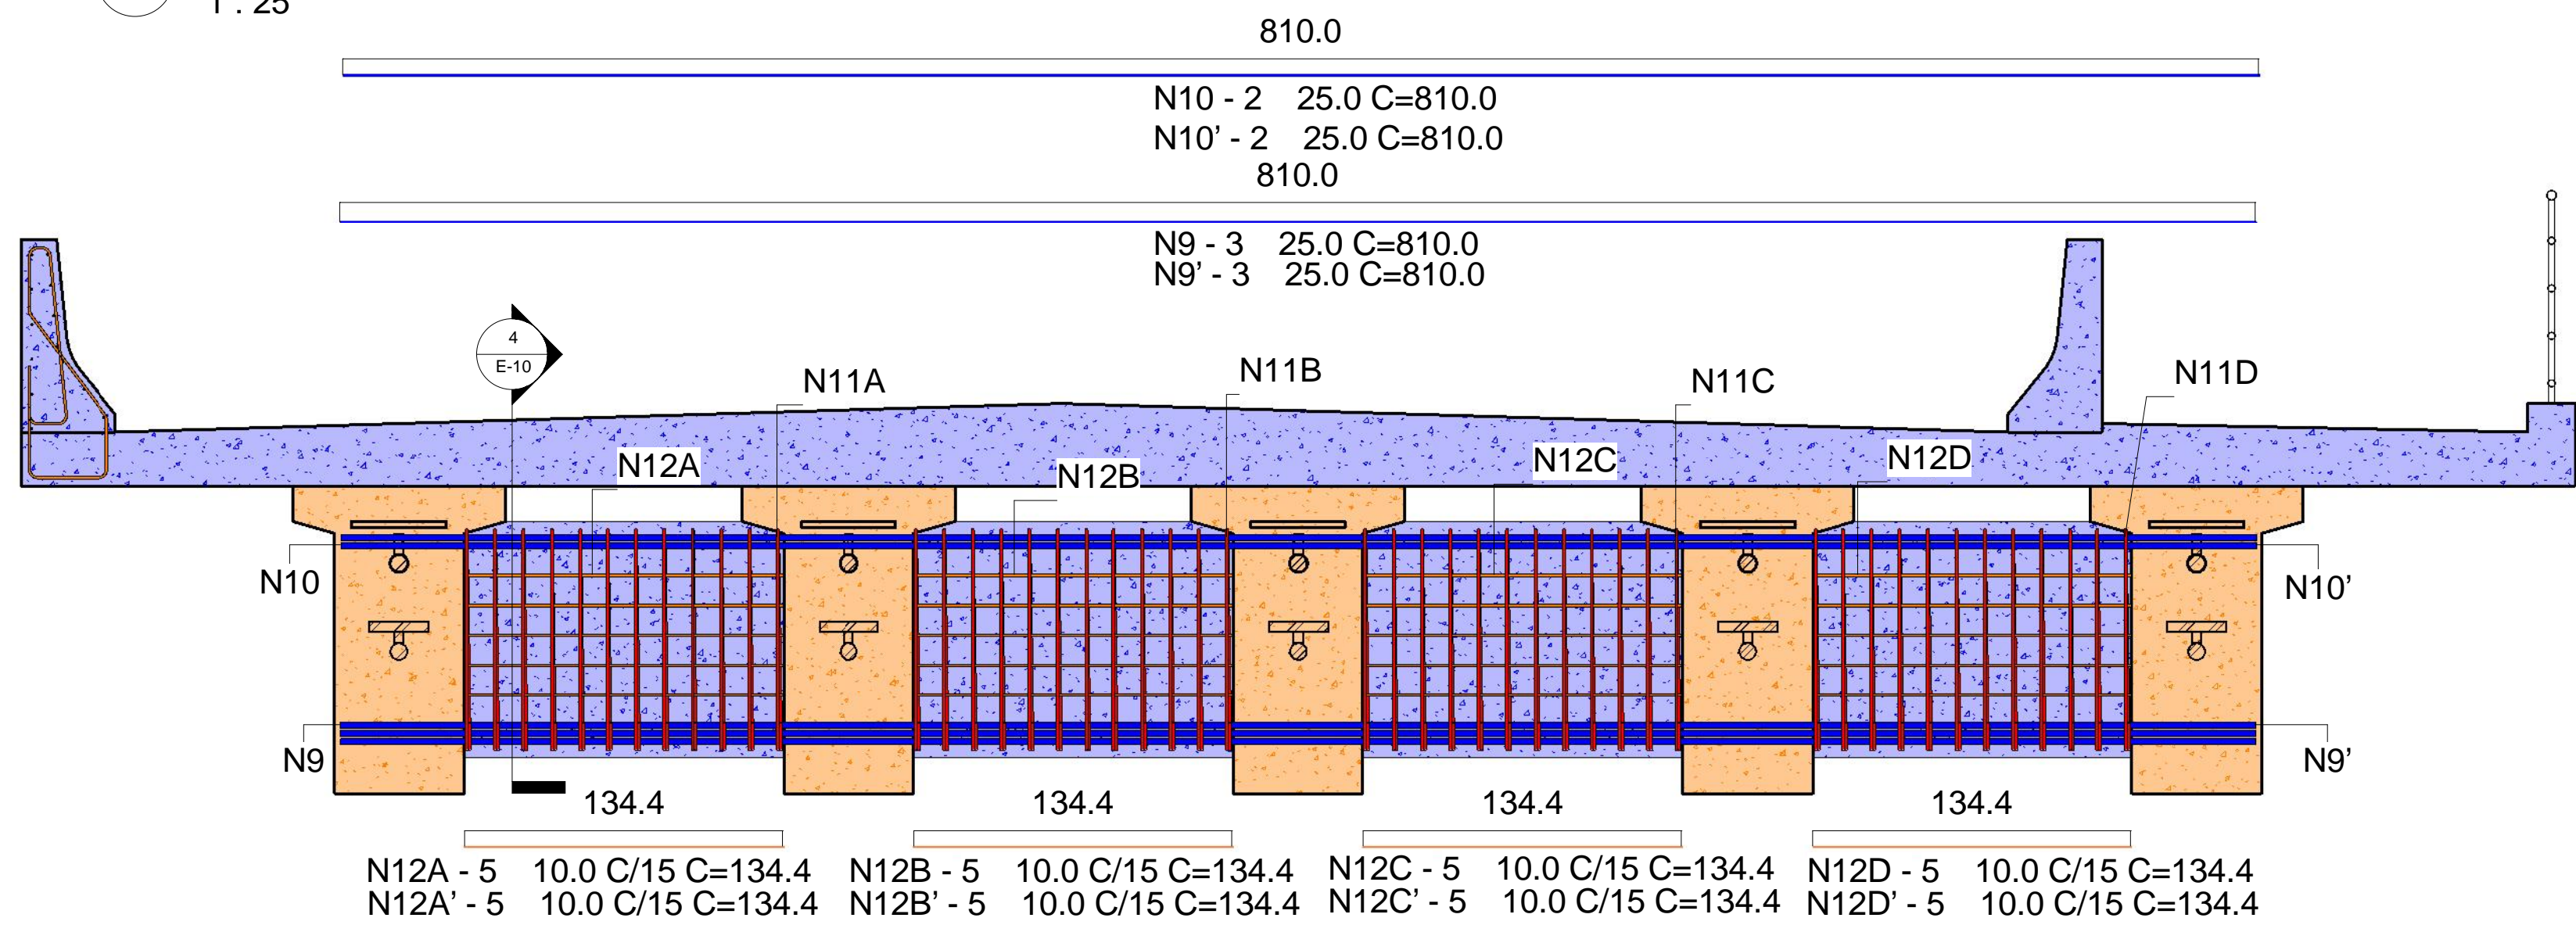 1 : 25
810.0
N10 - 2 25.0 C=810.0
N10’ - 2 25.0 C=810.0
810.0
N9 - 3 25.0 C=810.0
N9’ - 3 25.0 C=810.0
4
E-10
N11A
N11B
N11C
N11D
N12A
N12B
N12C
N12D
N10
N10’
N9
N9’
134.4
134.4
134.4
134.4
N12A - 5 10.0 C/15 C=134.4
N12A’ - 5 10.0 C/15 C=134.4
N12B - 5 10.0 C/15 C=134.4
N12B’ - 5 10.0 C/15 C=134.4
N12C - 5 10.0 C/15 C=134.4
N12C’ - 5 10.0 C/15 C=134.4
N12D - 5 10.0 C/15 C=134.4
N12D’ - 5 10.0 C/15 C=134.4